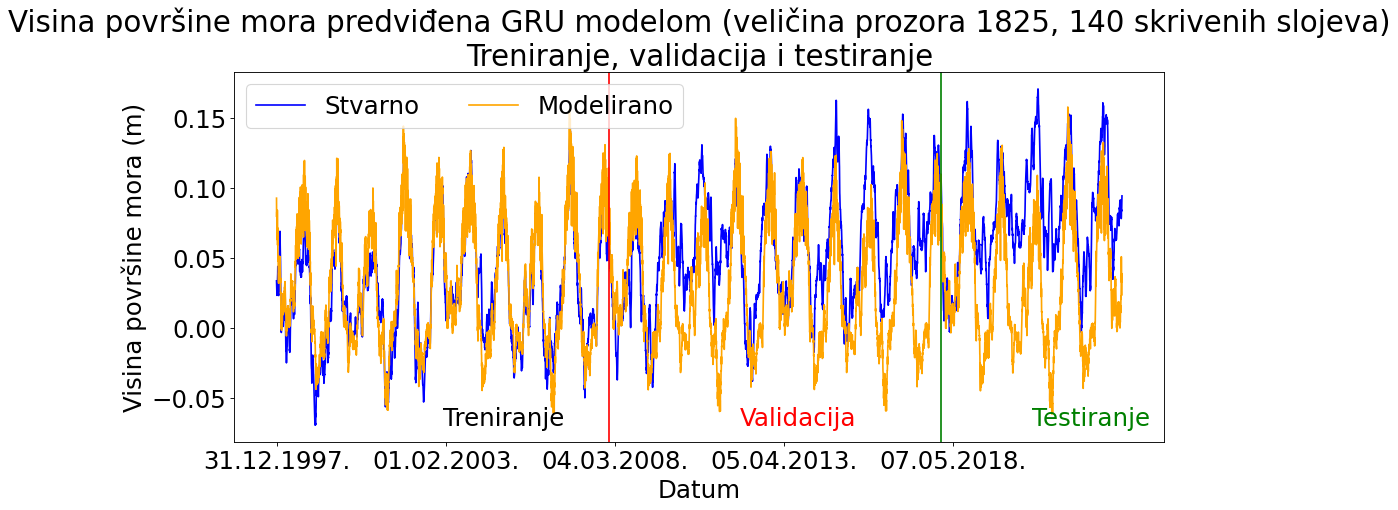 Visina površine mora predviđena GRU modelom (veličina prozora 1825, 140 skrivenih slojeva)
Treniranje, validacija i testiranje
Stvarno Modelirano
Visina površine mora (m)
0.15
0.10
0.05
0.00
−0.05
Treniranje Validacija Testiranje
31.12.1997. 01.02.2003. 04.03.2008. 05.04.2013. 07.05.2018.
Datum